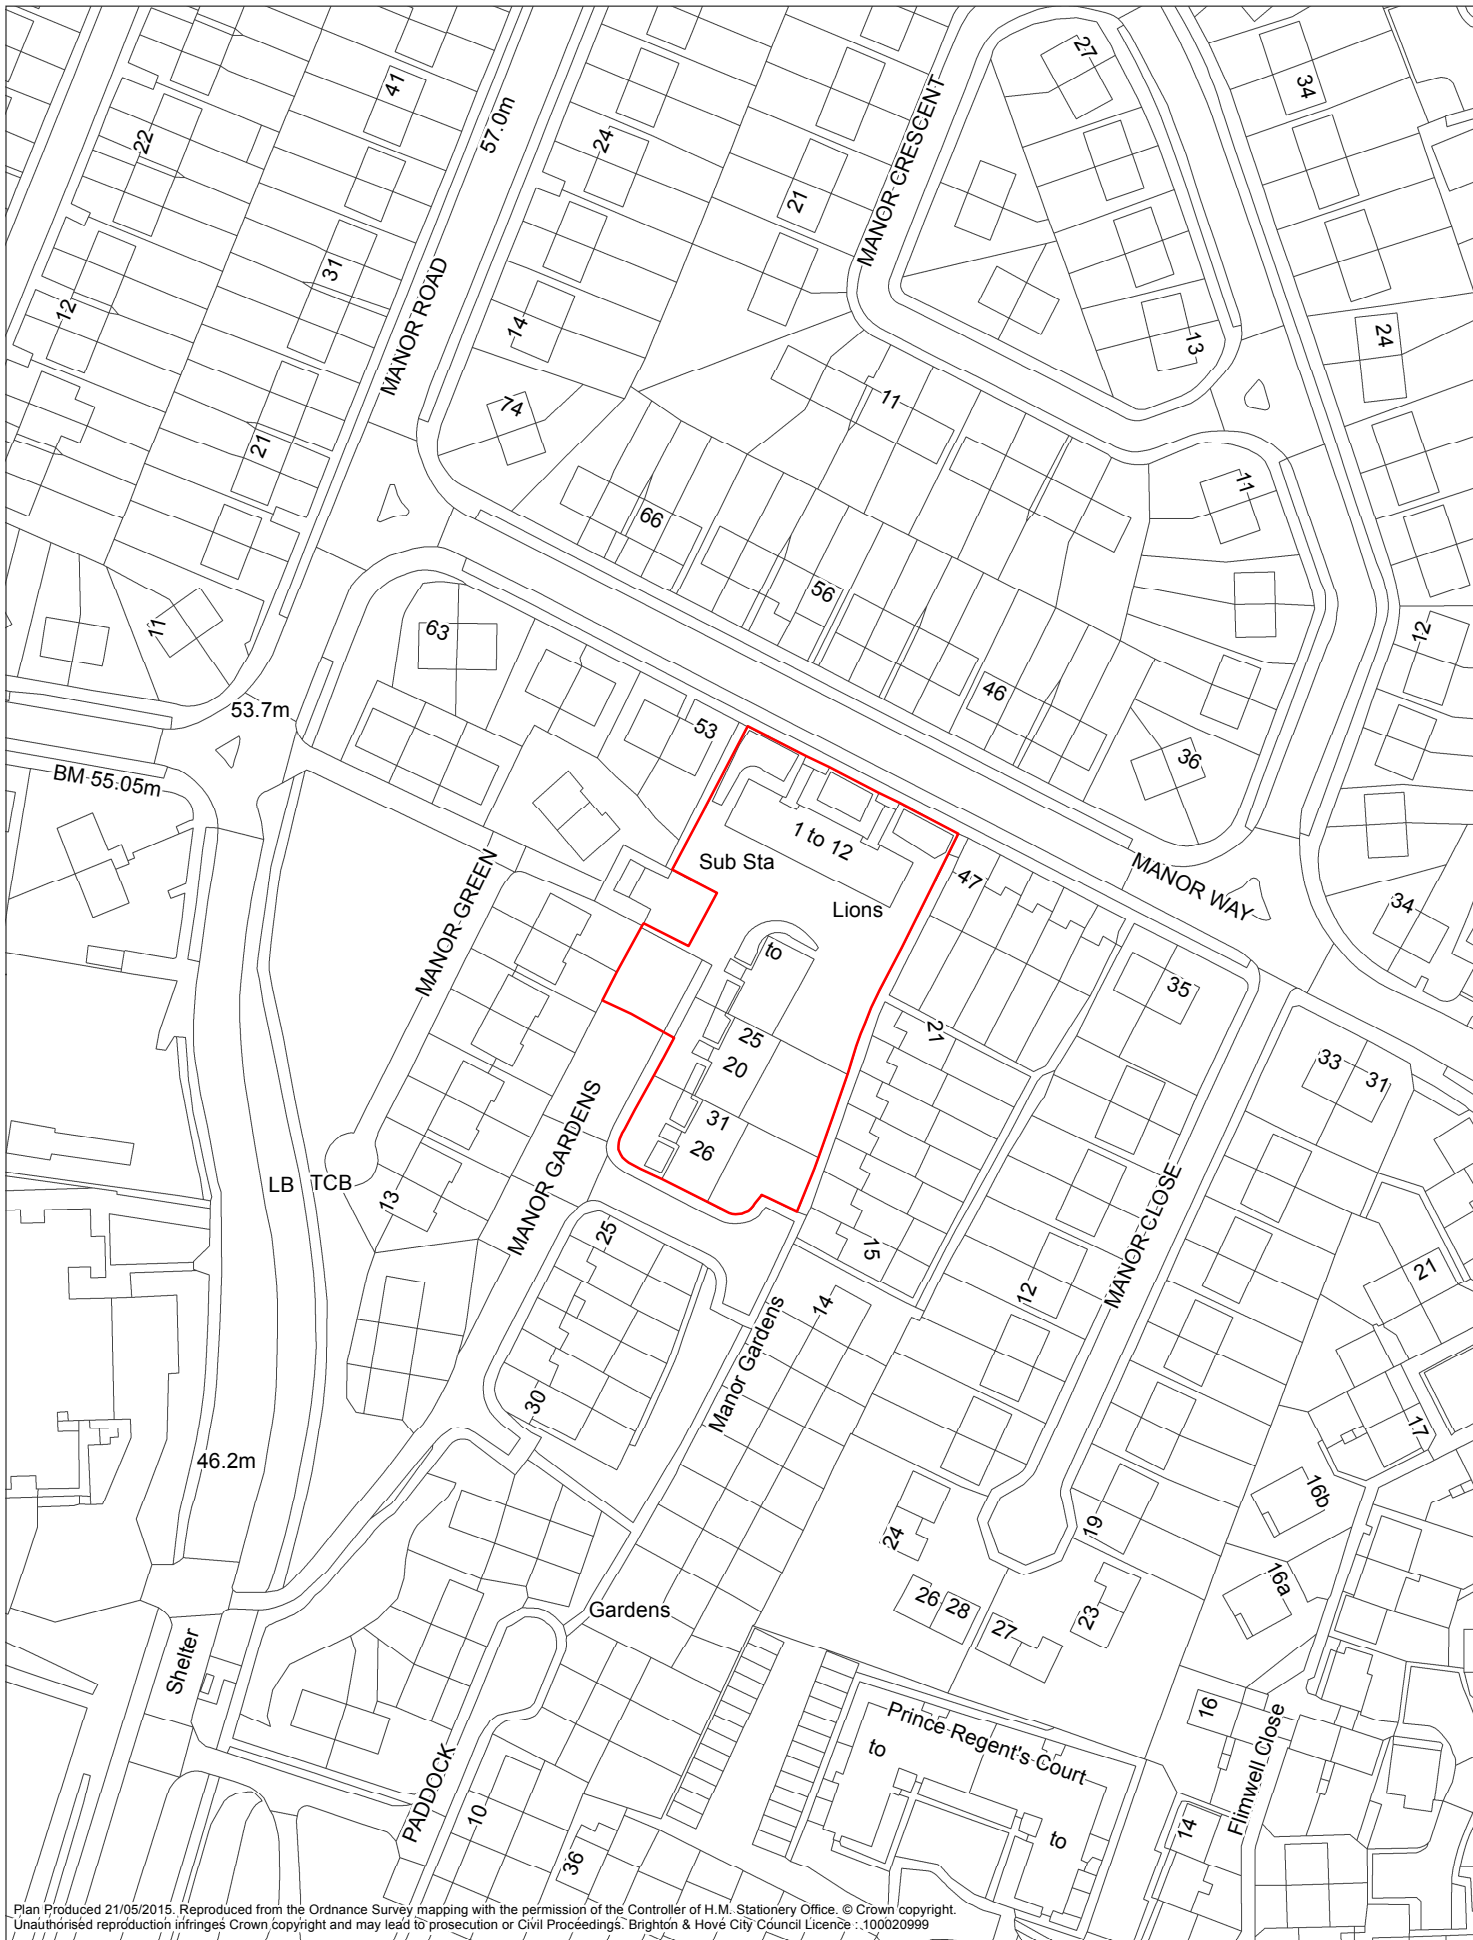 27
34
41
57.0m
22
24
21
MANOR CRESCENT
31
12
MANOR ROAD
14
13
24
74
11
21
11
66
56
12
11
63
46
53
53.7m
36
BM 55.05m
1 to 12
Sub Sta
47
MANOR WAY
Lions
34
MANOR GREEN
to
35
27
25
20
33
31
31
26
MANOR GARDENS
LB
TCB
13
MANOR CLOSE
25
75
12
21
14
Manor Gardens
30
17
46.2m
16b
19
24
16a
26
28
23
27
Gardens
Shelter
16
Prince Regent's Court
to
Flimwell Close
PADDOCK
10
14
to
36
Plan Produced 21/05/2015. Reproduced from the Ordnance Survey mapping with the permission of the Controller of H.M. Stationery Office. © Crown copyright.
Unauthorised reproduction infringes Crown copyright and may lead to prosecution or Civil Proceedings. Brighton & Hove City Council Licence : 100020999